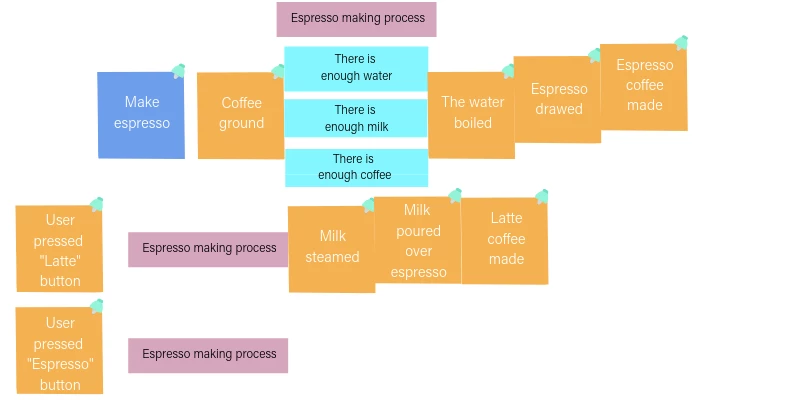 Espresso making process
There is
enough water
There is
enough milk
There is
enough coffee
Make
espresso
Coffee
ground
The water
boiled
Espresso
drawed
Espresso
coffee
made
User
pressed
"Latte"
button
Espresso making process
Milk
steamed
Milk
poured
over
espresso
Latte
coffee
made
User
pressed
"Espresso"
button
Espresso making process